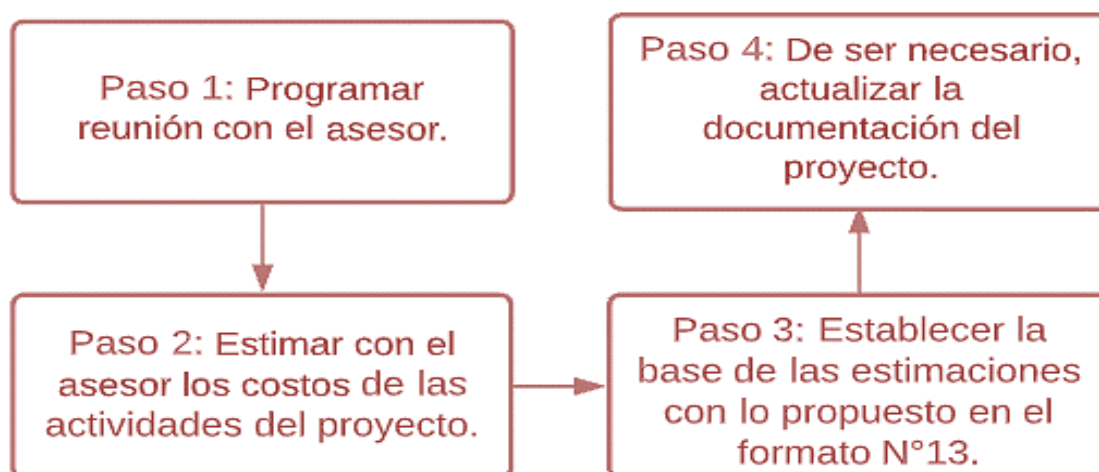 Paso 1: Programar
reunión con el asesor.
Paso 2: Estimar con el
asesor los costos de las
actividades del proyecto.
Paso 3: Establecer la
base de las estimaciones
con lo propuesto en el
formato N°13.
Paso 4: De ser necesario,
actualizar la
documentación del
proyecto.